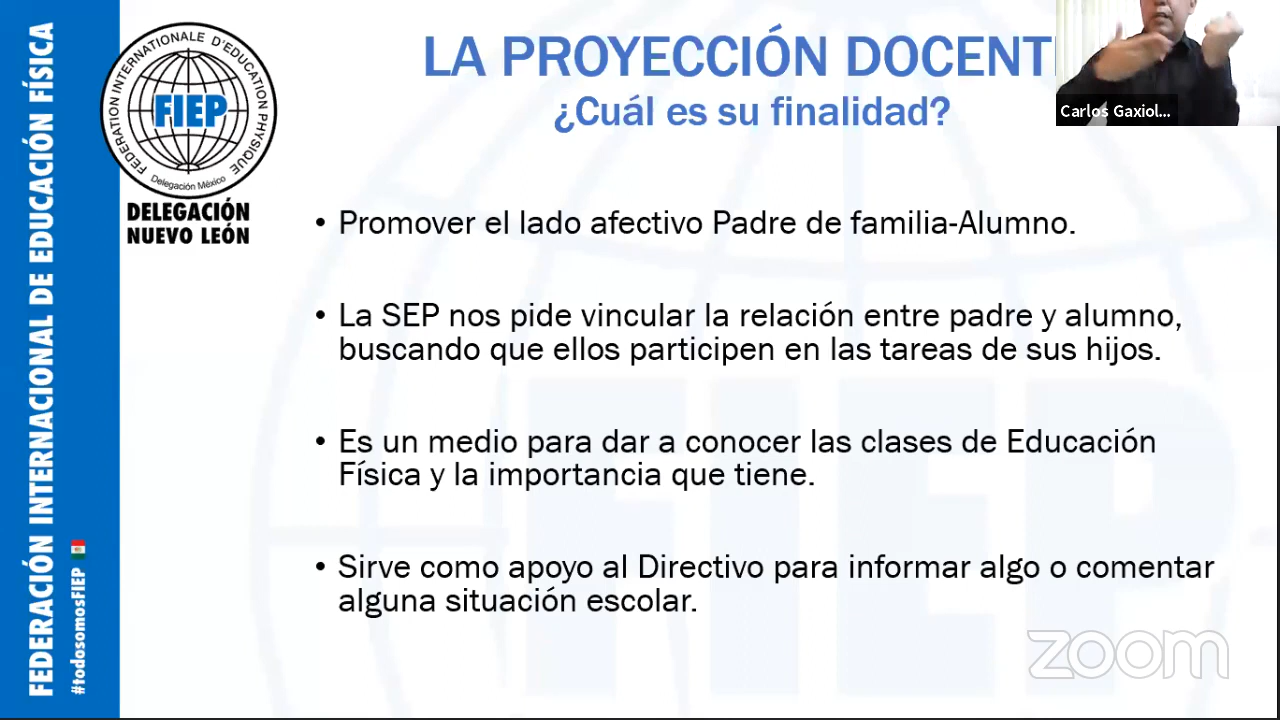 FEDERACIÓN INTERNACIONAL DE EDUCACIÓN FÍSICA
#todosomosFIEP
FEDERATION INTERNATIONALE D'EDUCATION PHYSIQUE
FIEP
Delegación México
DELEGACIÓN
NUEVO LEÓN
LA PROYECCIÓN DOCENT
¿Cuál es su finalidad?
Carlos Gaxiol...
• Promover el lado afectivo Padre de familia-Alumno.
• La SEP nos pide vincular la relación entre padre y alumno,
buscando que ellos participen en las tareas de sus hijos.
• Es un medio para dar a conocer las clases de Educación
Física y la importancia que tiene.
• Sirve como apoyo al Directivo para informar algo o comentar
alguna situación escolar.
FIEP
zoom